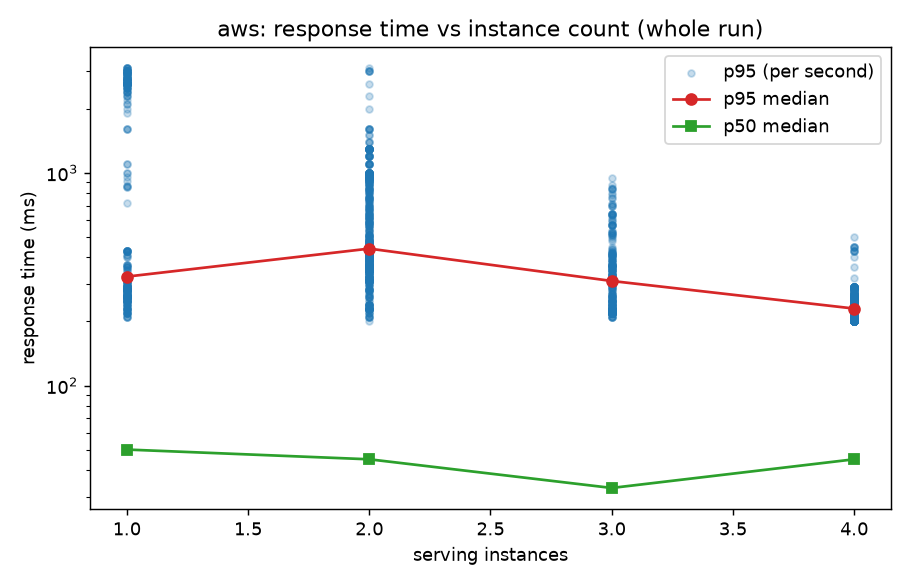 aws: response time vs instance count (whole run)
p95 (per second)
p95 median
p50 median
response time (ms)
10³
10²
1.0 1.5 2.0 2.5 3.0 3.5 4.0
serving instances